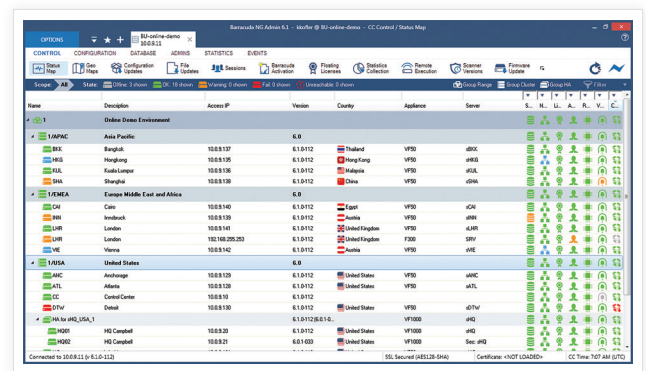 Barracuda NG Admin 6.1 - kkofler @ BU-online-demo - CC Control / Status Map
OPTIONS BU-online-demo 10.0.9.11
CONTROL CONFIGURATION DATABASE ADMINS STATISTICS EVENTS
Status Map Geo Maps Configuration Updates File Updates Sessions Barracuda Activation Floating Licenses Statistics Collection Remote Execution Scanner Versions Firmware Update
Scope: All State: Offline: 3 shown OK: 18 shown Warning: 0 shown Fail: 0 shown Unreachable: 0 shown Group Range Group Cluster Group HA Filter
Name Description Access IP Version Country Appliance Server S... N... Li... A... R... V... C...
1 Online Demo Environment
1/APAC Asia Pacific 6.0
BKK Bangkok 10.0.9.137 6.1.0-112 Thailand VF50 sBKK
HKG Hongkong 10.0.9.135 6.1.0-112 Hong Kong VF50 sHKG
KUL Kuala Lumpur 10.0.9.136 6.1.0-112 Malaysia VF50 sKUL
SHA Shanghai 10.0.9.138 6.1.0-112 China VF50 sSHA
1/EMEA Europe Middle East and Africa 6.0
CAI Cairo 10.0.9.140 6.1.0-112 Egypt VF50 sCAI
INN Innsbruck 10.0.9.139 6.1.0-112 Austria VF50 sINN
LHR London 10.0.9.141 6.1.0-112 United Kingdom VF50 sLHR
LHR London 192.168.255.253 6.1.0-112 United Kingdom F300 SRV
VIE Vienna 10.0.9.142 6.1.0-112 Austria VF50 sVIE
1/USA United States 6.0
ANC Anchorage 10.0.9.129 6.1.0-112 United States VF50 sANC
ATL Atlanta 10.0.9.128 6.1.0-112 United States VF50 sATL
CC Control Center 10.0.9.10 6.1.0-112
DTW Detroit 10.0.9.130 6.1.0-112 United States VF50 sDTW
HA for sHQ_USA_1 6.1.0-112 (6.0.1-0... VF1000 sHQ
HQ01 HQ Campbell 10.0.9.20 6.1.0-112 United States VF1000 sHQ
HQ02 HQ Campbell 10.0.9.21 6.0.1-033 United States VF1000 Sec: sHQ
Connected to 10.0.9.11 (v 6.1.0-112) SSL Secured (AES128-SHA) Certificate: <NOT LOADED> CC Time: 7:07 AM (UTC)